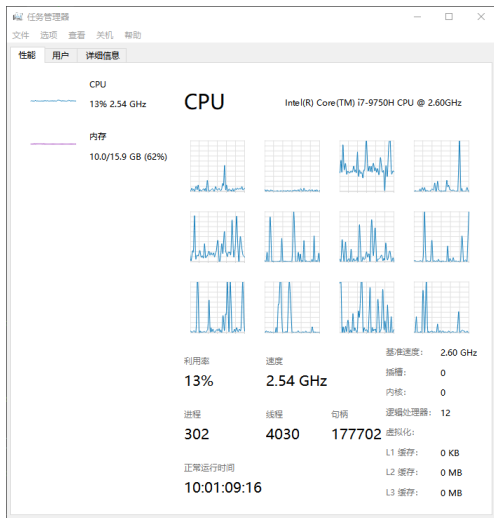 任务管理器
文件 选项 查看 关机 帮助
性能 用户 详细信息
CPU
13% 2.54 GHz
内存
10.0/15.9 GB (62%)
CPU
Intel(R) Core(TM) i7-9750H CPU @ 2.60GHz
利用率 速度
13% 2.54 GHz
进程 线程 句柄
302 4030 177702
正常运行时间
10:01:09:16
基准速度: 2.60 GHz
插槽: 0
内核: 0
逻辑处理器: 12
虚拟化:
L1 缓存: 0 KB
L2 缓存: 0 MB
L3 缓存: 0 MB